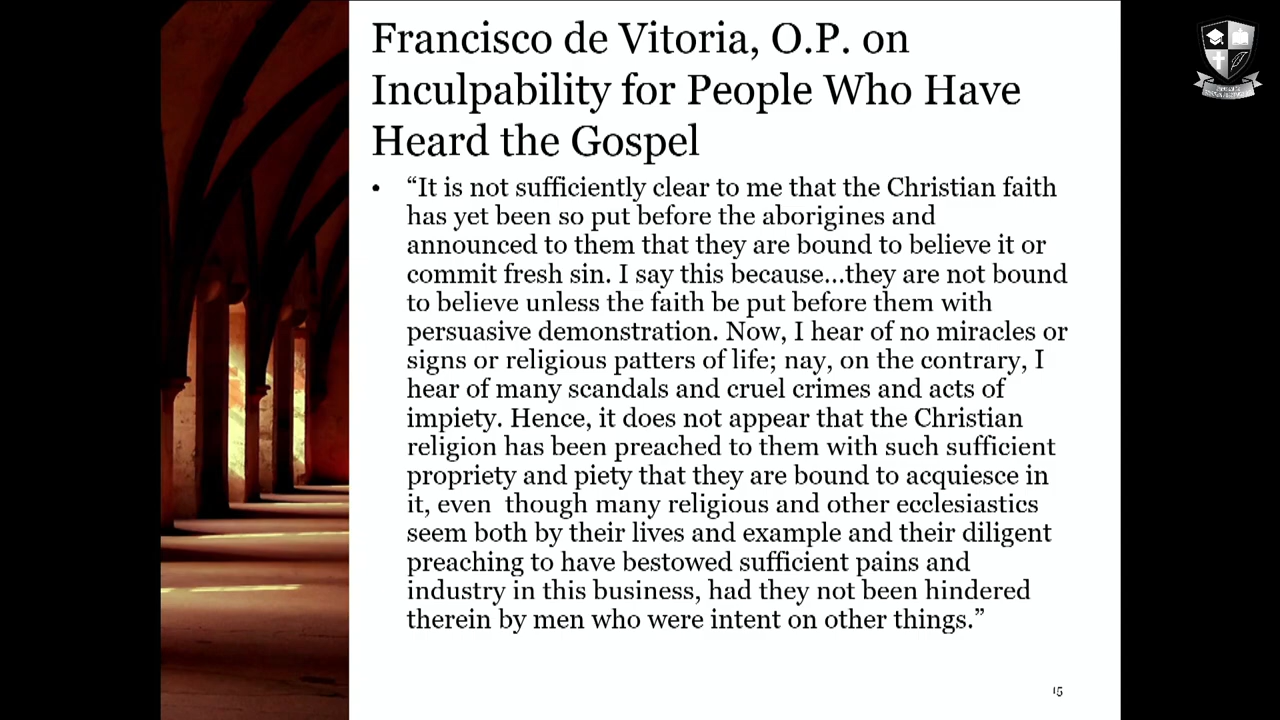 Francisco de Vitoria, O.P. on
Inculpability for People Who Have
Heard the Gospel
• “It is not sufficiently clear to me that the Christian faith
has yet been so put before the aborigines and
announced to them that they are bound to believe it or
commit fresh sin. I say this because...they are not bound
to believe unless the faith be put before them with
persuasive demonstration. Now, I hear of no miracles or
signs or religious patters of life; nay, on the contrary, I
hear of many scandals and cruel crimes and acts of
impiety. Hence, it does not appear that the Christian
religion has been preached to them with such sufficient
propriety and piety that they are bound to acquiesce in
it, even  though many religious and other ecclesiastics
seem both by their lives and example and their diligent
preaching to have bestowed sufficient pains and
industry in this business, had they not been hindered
therein by men who were intent on other things.”
15